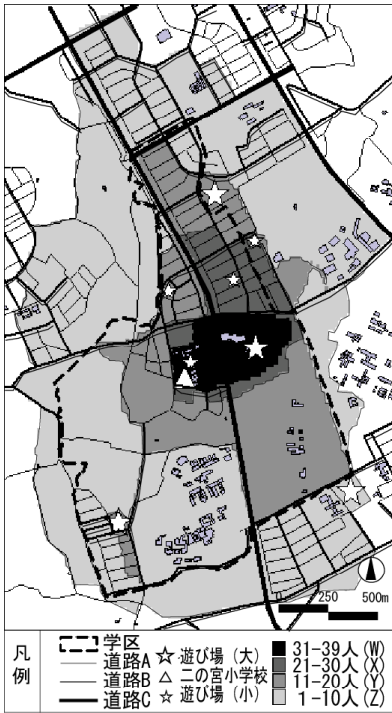 250 500m
凡例
学区
道路A
道路B
道路C
☆ 遊び場（大）
△ 二の宮小学校
☆ 遊び場（小）
31-39人(W)
21-30人(X)
11-20人(Y)
1-10人(Z)